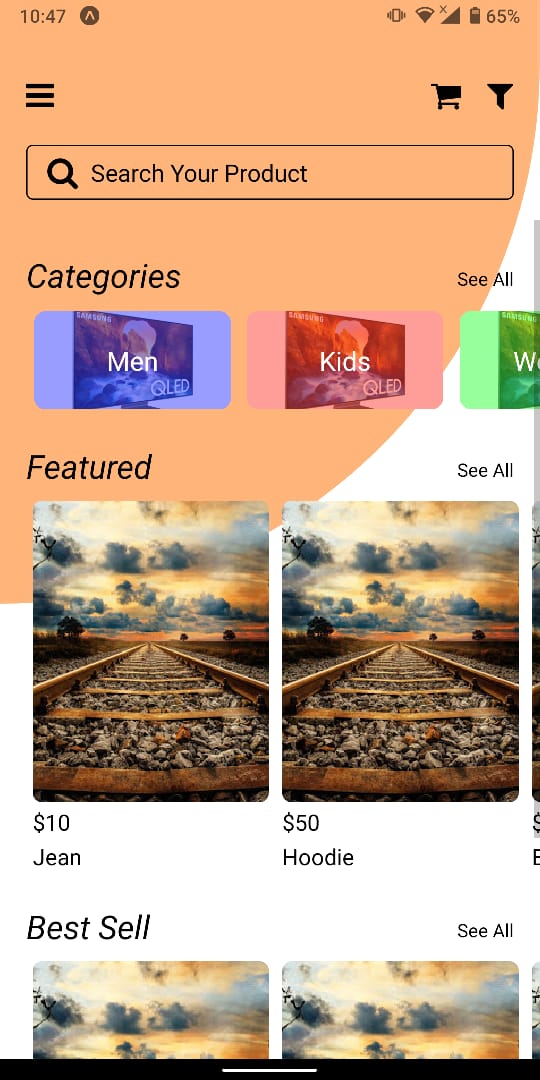 10:47
65%
Search Your Product
Categories
See All
SAMSUNG
SAMSUNG
SAMSUNG
Men
Kids
QLED
QLED
Featured
See All
$10
$50
Jean
Hoodie
Best Sell
See All